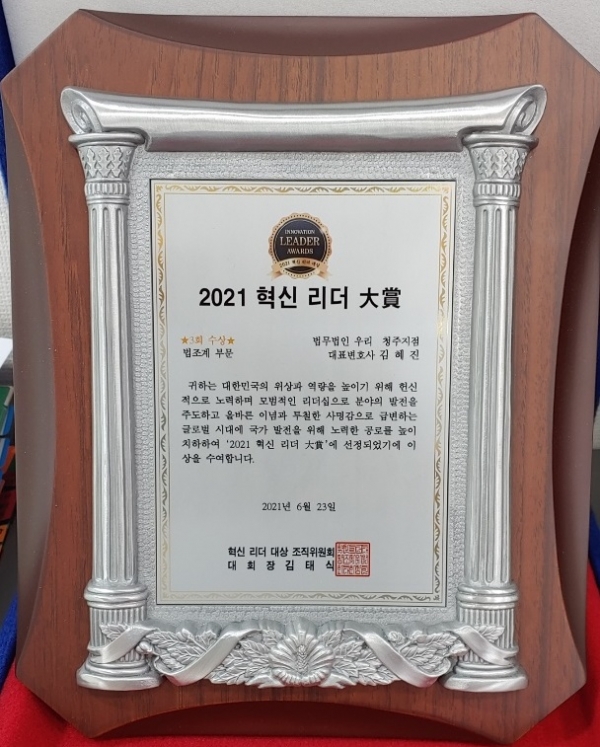 INNOVATION
LEADER
AWARDS
2021 혁신 리더 대상
2021 혁신 리더 大賞
★3회 수상★
법조계 부문
법무법인 우리 청주지점
대표변호사 김 혜 진
귀하는 대한민국의 위상과 역량을 높이기 위해 헌신
적으로 노력하며 모범적인 리더십으로 분야의 발전을
주도하고 올바른 이념과 투철한 사명감으로 급변하는
글로벌 시대에 국가 발전을 위해 노력한 공로를 높이
치하하여 ‘2021 혁신 리더 大賞’에 선정되었기에 이
상을 수여합니다.
2021년 6월 23일
혁신 리더 대상 조직위원회
대 회 장 김 태 식